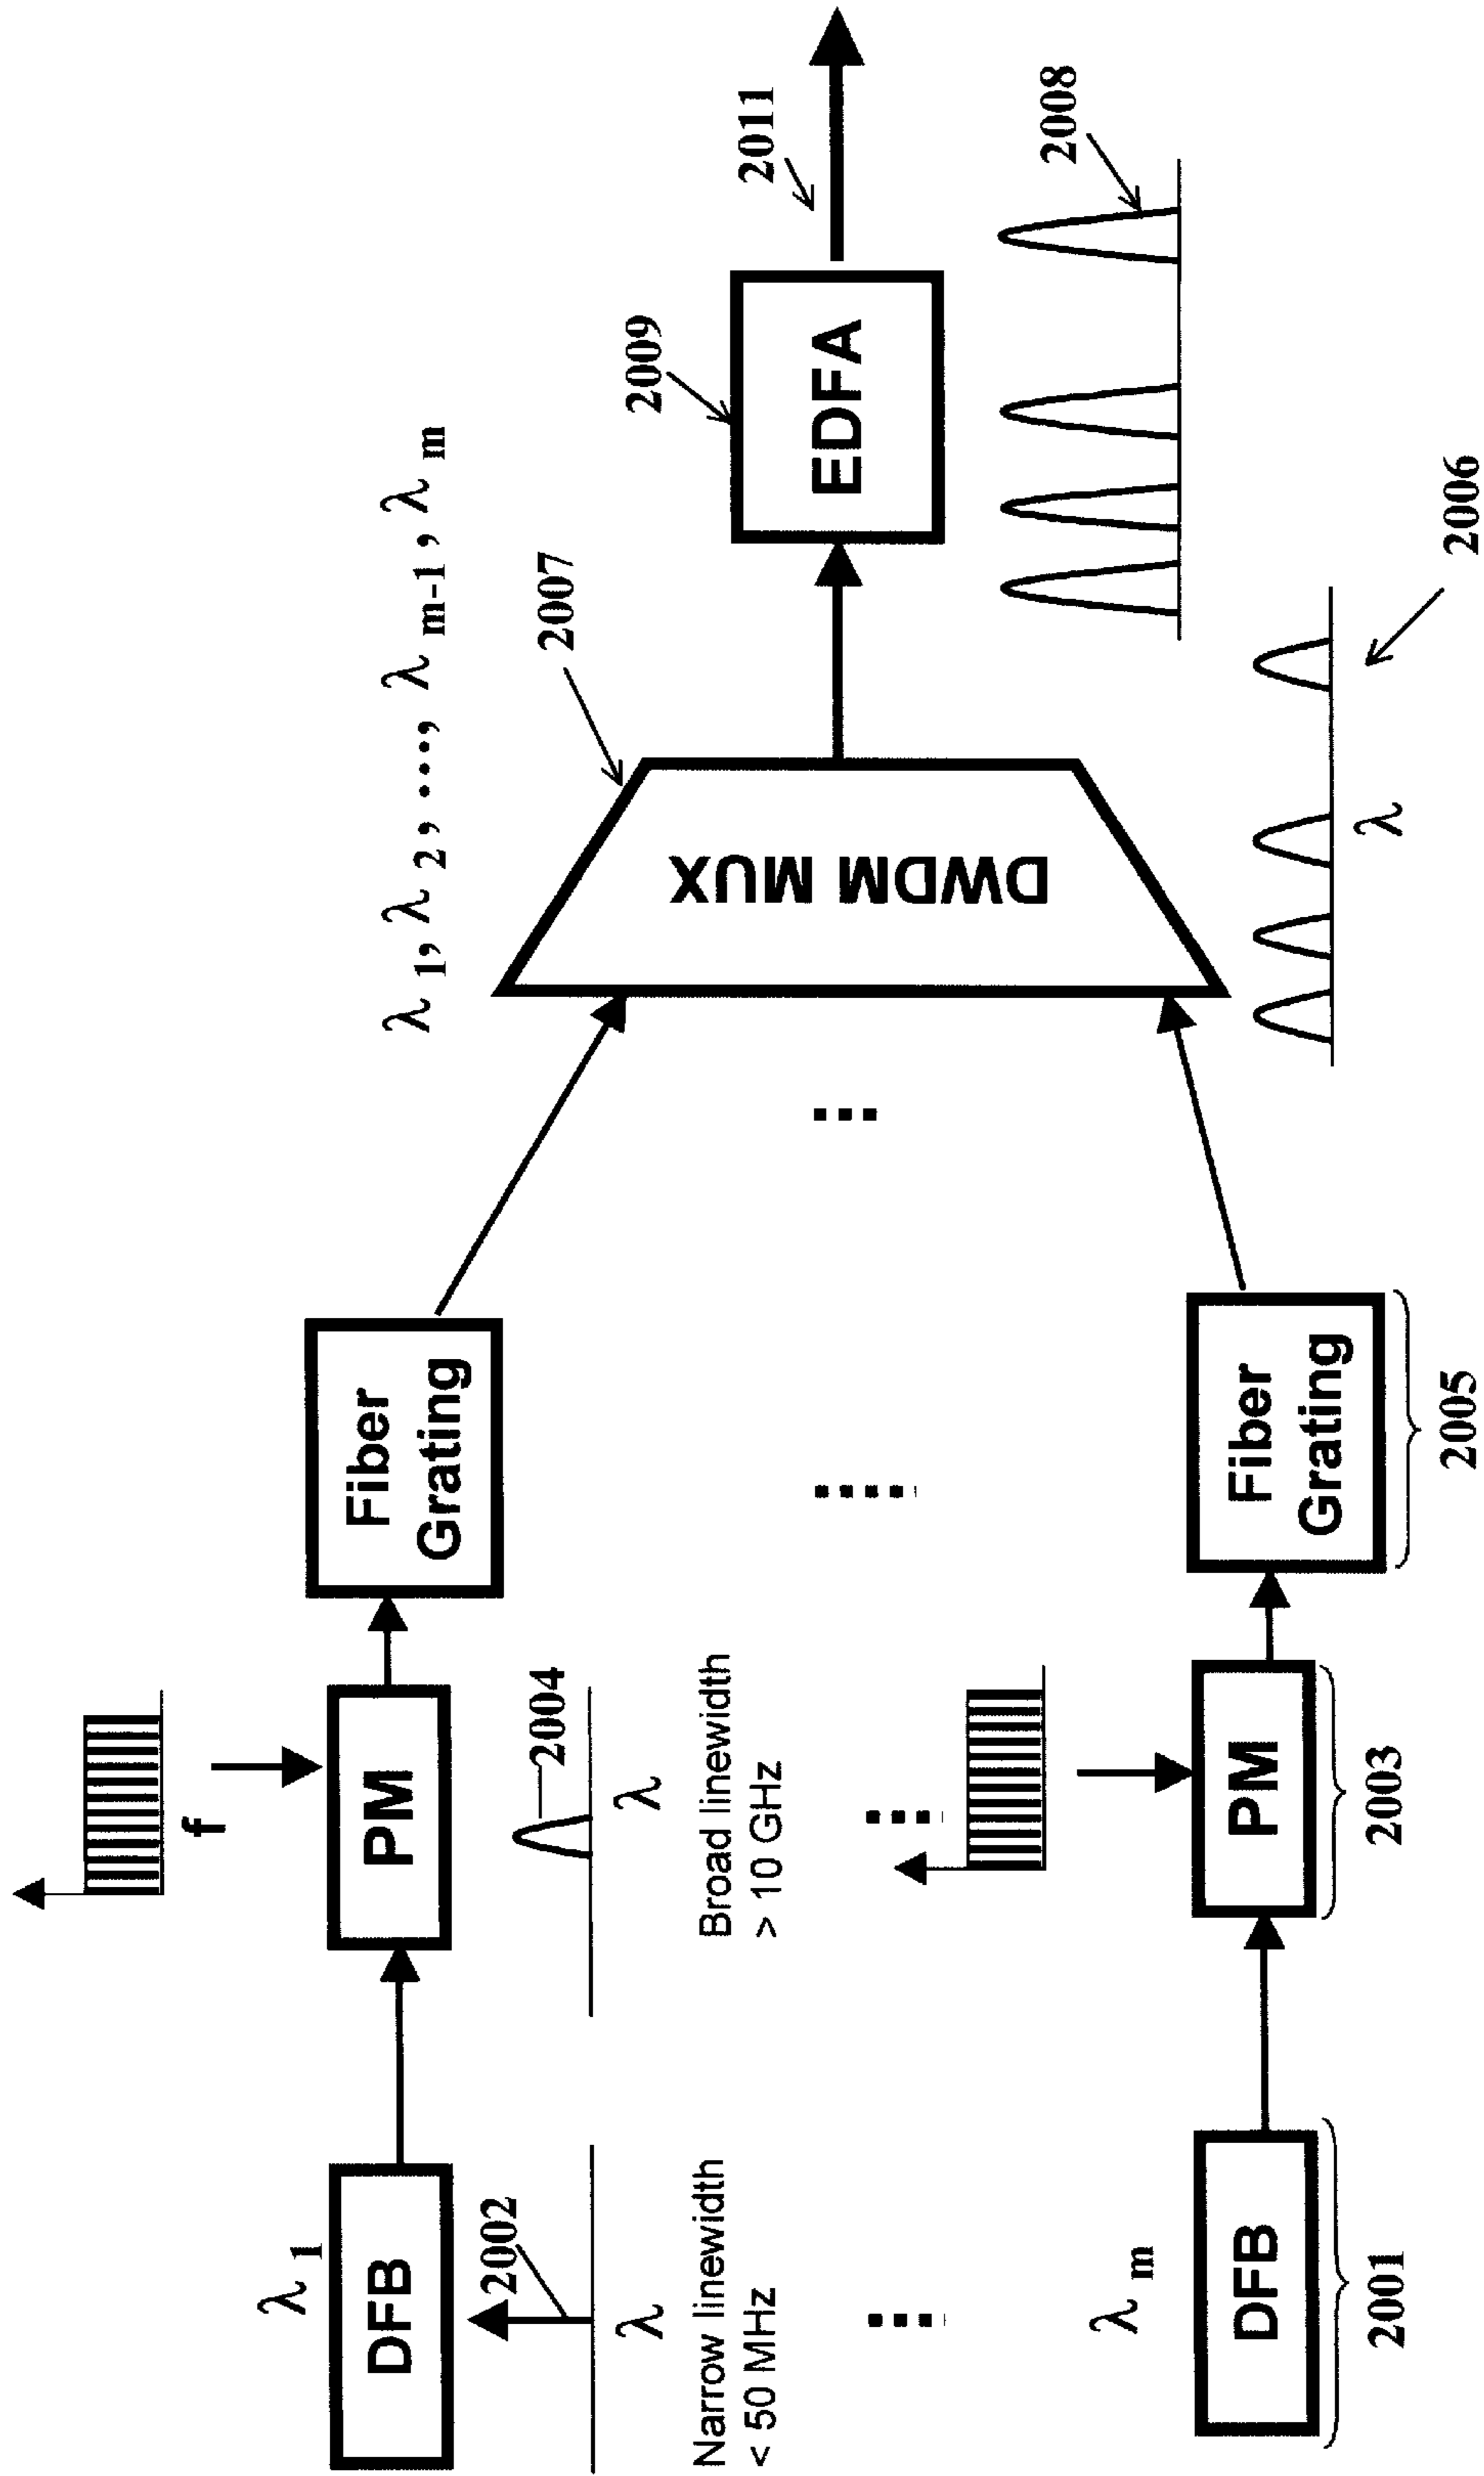 λ 1
DFB
2002
λ
Narrow linewidth
< 50 MHz
λ m
DFB
2001
f
PM
2004
λ
Broad linewidth
> 10 GHz
PM
2003
Fiber
Grating
Fiber
Grating
2005
λ 1, λ 2, ..., λ m-1, λ m
2007
DWDM MUX
λ
2006
2009
EDFA
2011
2008